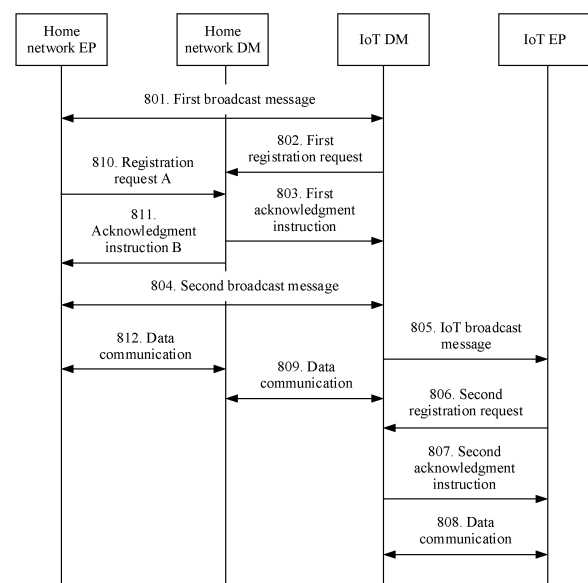 Home
network EP
Home
network DM
IoT DM
IoT EP
801. First broadcast message
802. First
registration request
810. Registration
request A
803. First
acknowledgment
instruction
811.
Acknowledgment
instruction B
804. Second broadcast message
805. IoT broadcast
message
812. Data
communication
809. Data
communication
806. Second
registration request
807. Second
acknowledgment
instruction
808. Data
communication